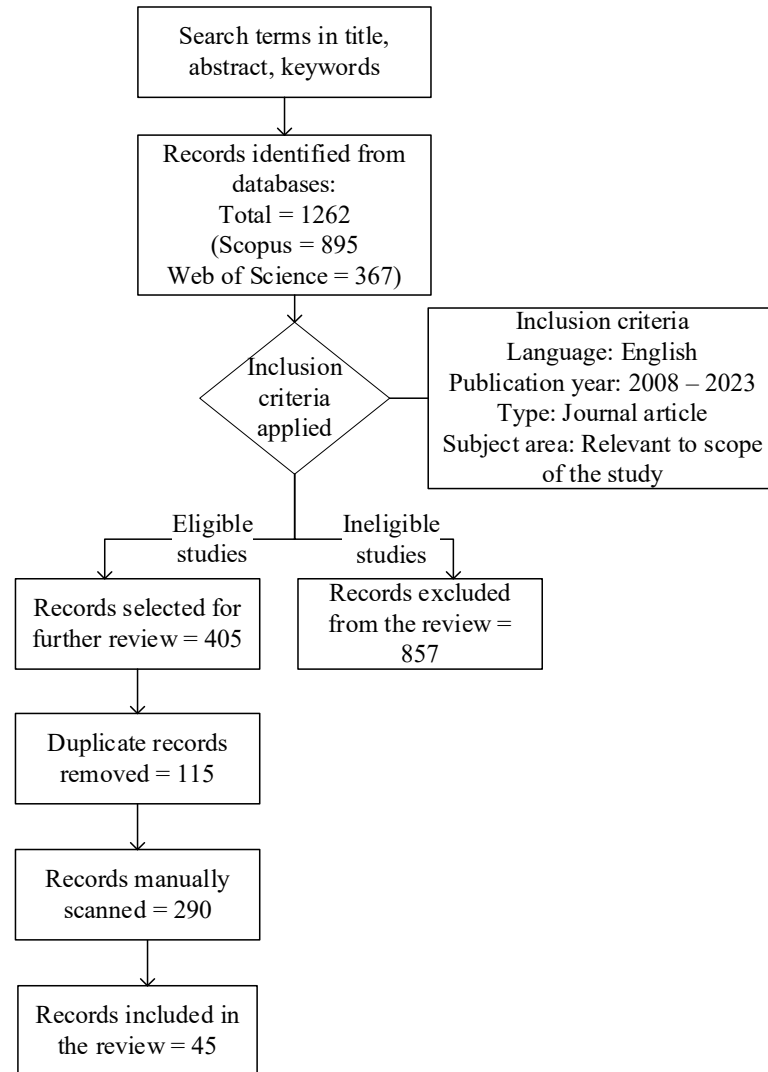 Search terms in title,
abstract, keywords
Records identified from
databases:
Total = 1262
(Scopus = 895
Web of Science = 367)
Inclusion
criteria
applied
Inclusion criteria
Language: English
Publication year: 2008 – 2023
Type: Journal article
Subject area: Relevant to scope
of the study
Eligible
studies
Ineligible
studies
Records selected for
further review = 405
Records excluded
from the review =
857
Duplicate records
removed = 115
Records manually
scanned = 290
Records included in
the review = 45